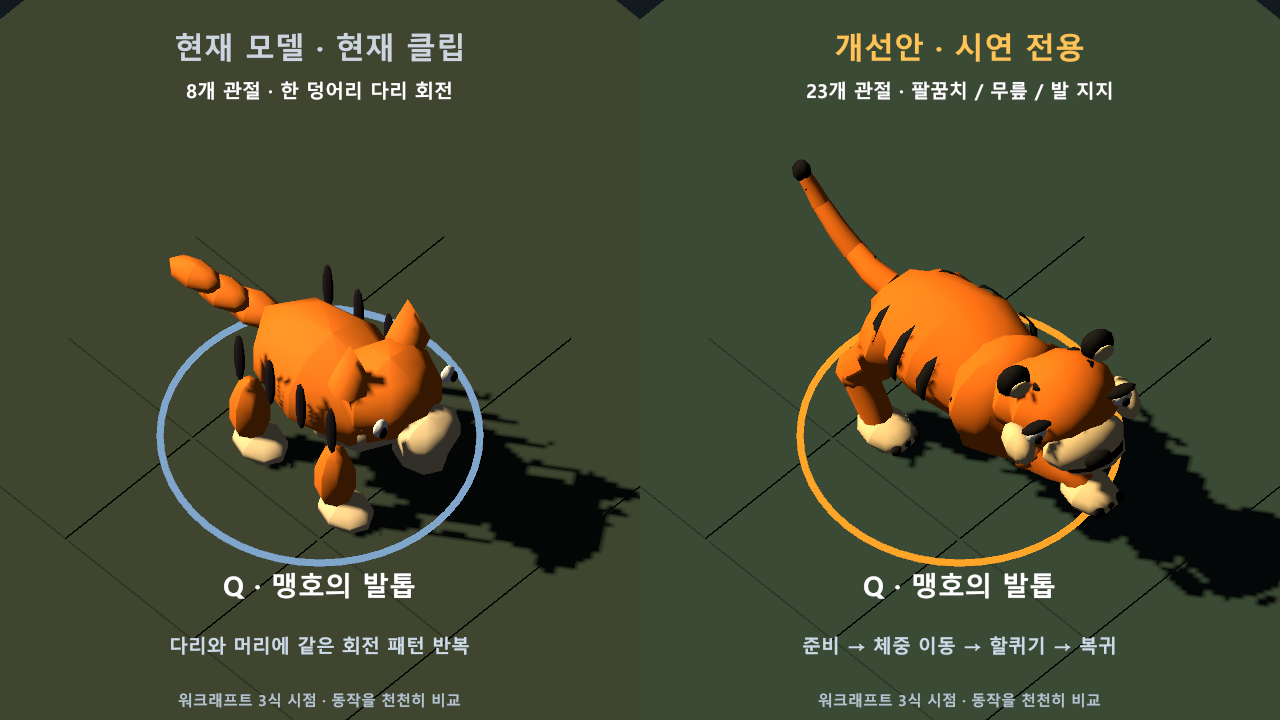 현재 모델 · 현재 클립
8개 관절 · 한 덩어리 다리 회전
Q · 맹호의 발톱
다리와 머리에 같은 회전 패턴 반복
워크래프트 3식 시점 · 동작을 천천히 비교
개선안 · 시연 전용
23개 관절 · 팔꿈치 / 무릎 / 발 지지
Q · 맹호의 발톱
준비 → 체중 이동 → 할퀴기 → 복귀
워크래프트 3식 시점 · 동작을 천천히 비교